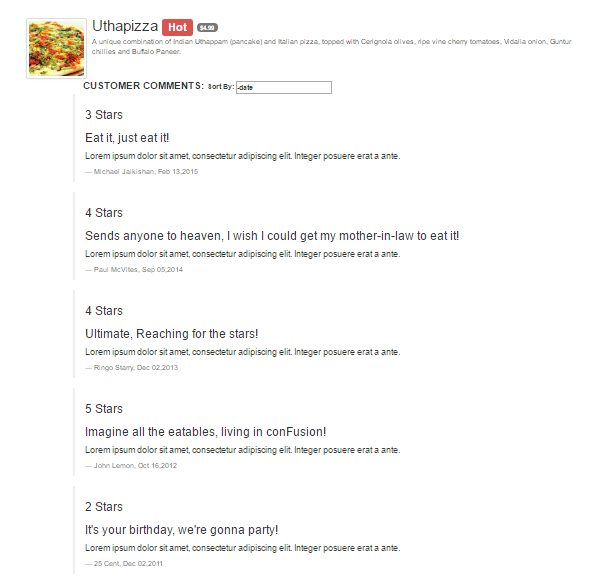 Uthapizza Hot $4.99
A unique combination of Indian Uthappam (pancake) and Italian pizza, topped with Cerignola olives, ripe vine cherry tomatoes, Vidalia onion, Guntur
chillies and Buffalo Paneer.
CUSTOMER COMMENTS: Sort By: -date
3 Stars
Eat it, just eat it!
Lorem ipsum dolor sit amet, consectetur adipiscing elit. Integer posuere erat a ante.
— Michael Jaikishan, Feb 13,2015
4 Stars
Sends anyone to heaven, I wish I could get my mother-in-law to eat it!
Lorem ipsum dolor sit amet, consectetur adipiscing elit. Integer posuere erat a ante.
— Paul McVites, Sep 05,2014
4 Stars
Ultimate, Reaching for the stars!
Lorem ipsum dolor sit amet, consectetur adipiscing elit. Integer posuere erat a ante.
— Ringo Starry, Dec 02,2013
5 Stars
Imagine all the eatables, living in conFusion!
Lorem ipsum dolor sit amet, consectetur adipiscing elit. Integer posuere erat a ante.
— John Lemon, Oct 16,2012
2 Stars
It's your birthday, we're gonna party!
Lorem ipsum dolor sit amet, consectetur adipiscing elit. Integer posuere erat a ante.
— 25 Cent, Dec 02,2011